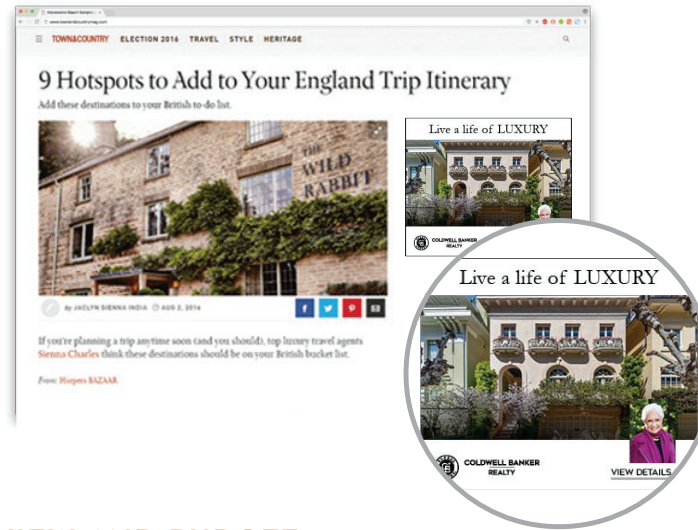 www.townandcountrymag.com
TOWN&COUNTRY ELECTION 2016 TRAVEL STYLE HERITAGE
9 Hotspots to Add to Your England Trip Itinerary
Add these destinations to your British to-do list.
THE
WILD
RABBIT
By JACLYN SIENNA INDIA AUG 2, 2016
If you're planning a trip anytime soon (and you should), top luxury travel agents
Sienna Charles think these destinations should be on your British bucket list.
From: Harpers BAZAAR
Live a life of LUXURY
COLDWELL BANKER
REALTY
Live a life of LUXURY
COLDWELL BANKER
REALTY
VIEW DETAILS